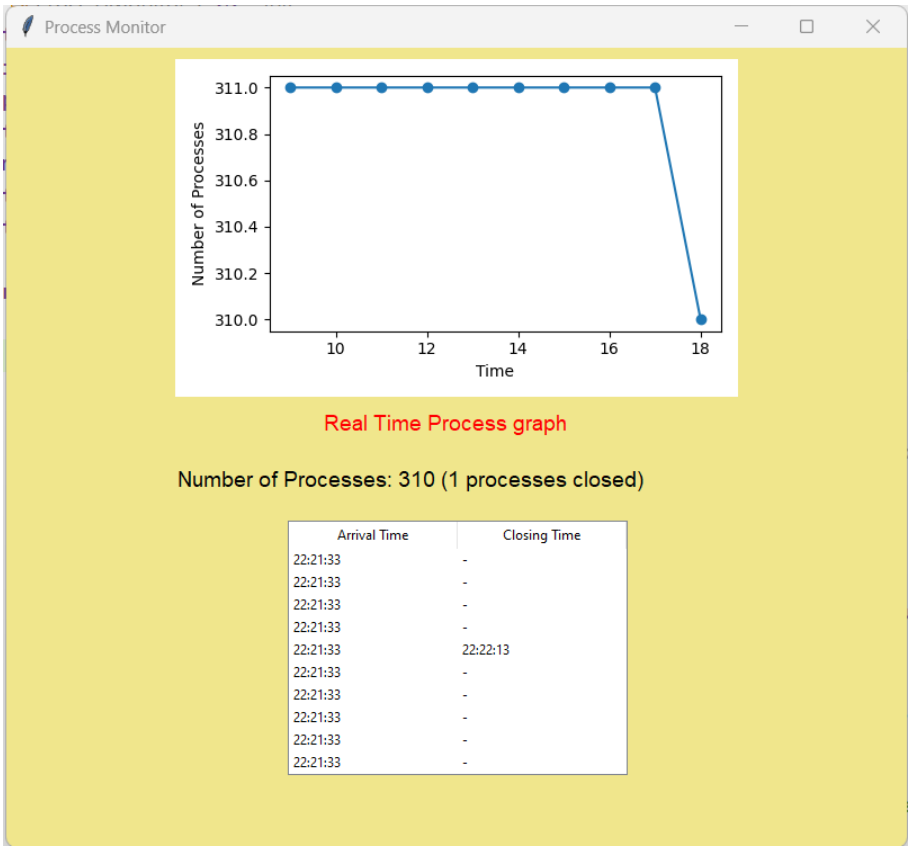 Process Monitor
311.0
310.8
310.6
310.4
310.2
310.0
Number of Processes
10 12 14 16 18
Time
Real Time Process graph
Number of Processes: 310 (1 processes closed)
Arrival Time Closing Time
22:21:33 -
22:21:33 -
22:21:33 -
22:21:33 -
22:21:33 22:22:13
22:21:33 -
22:21:33 -
22:21:33 -
22:21:33 -
22:21:33 -